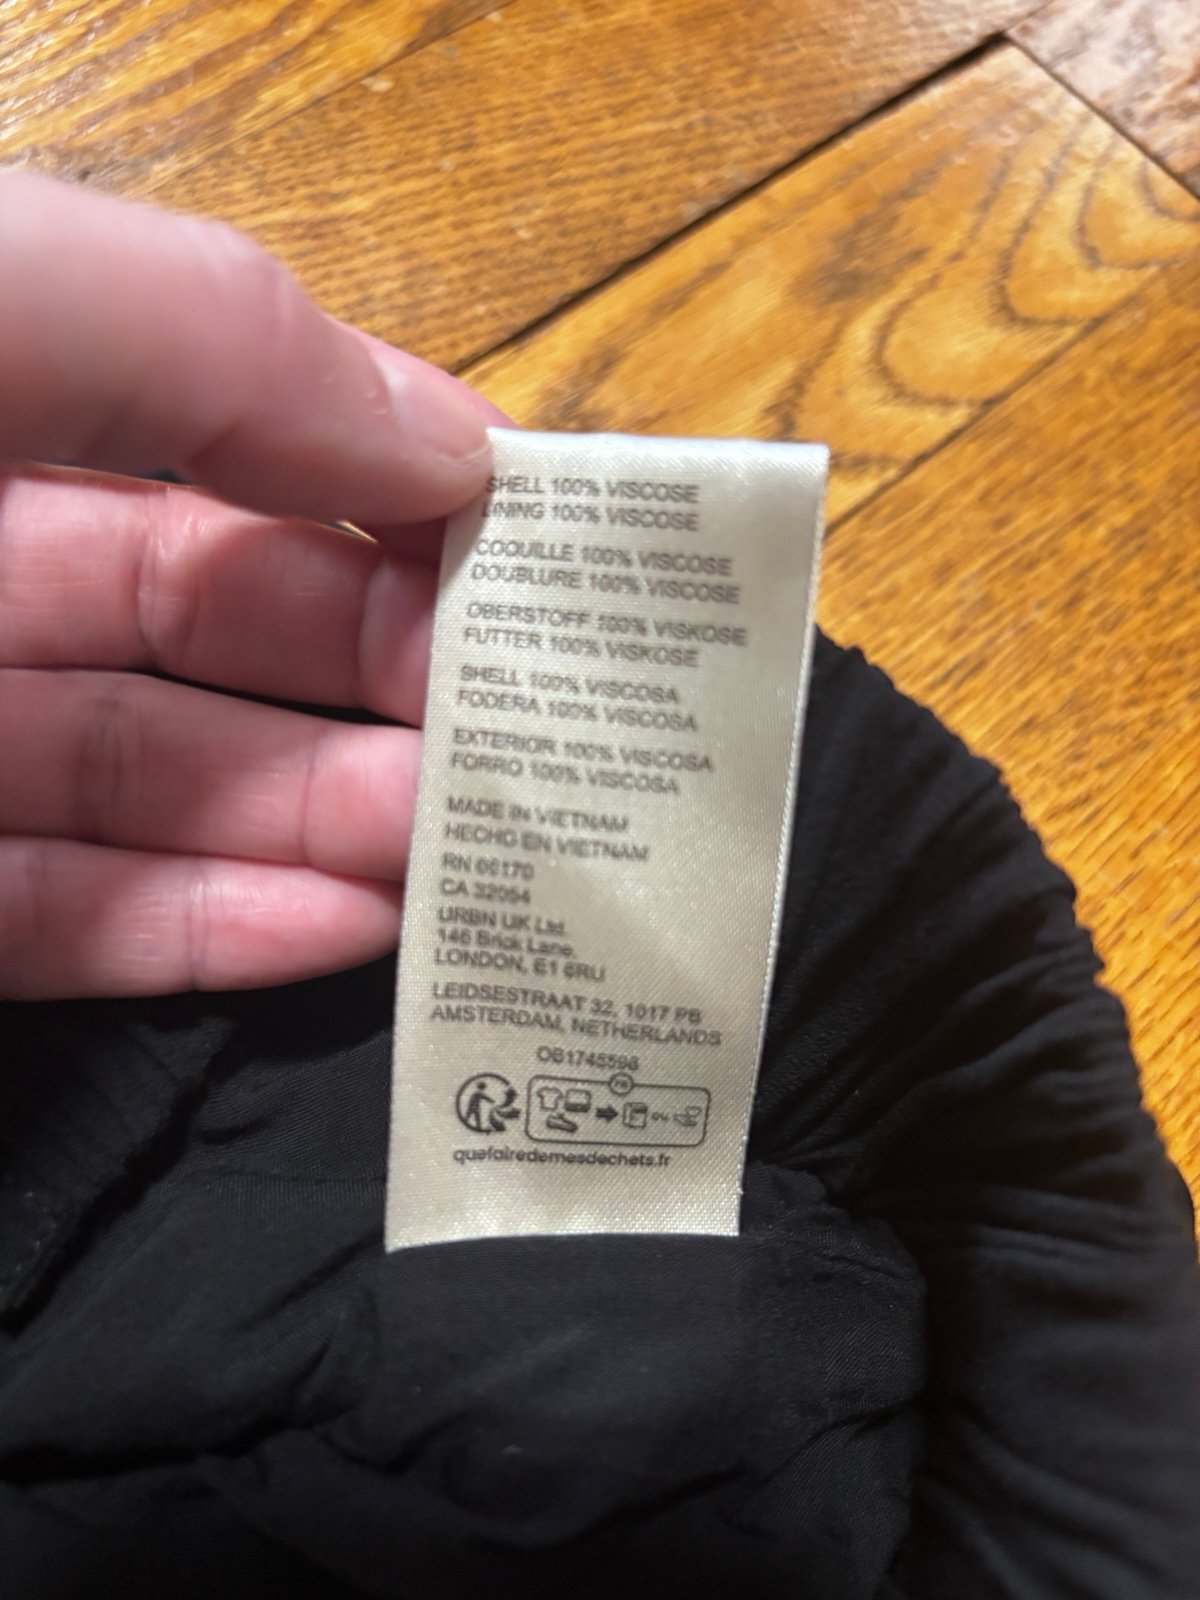 SHELL 100% VISCOSE
LINING 100% VISCOSE
COQUILLE 100% VISCOSE
DOUBLURE 100% VISCOSE
OBERSTOFF 100% VISKOSE
FUTTER 100% VISKOSE
SHELL 100% VISCOSA
FODERA 100% VISCOSA
EXTERIOR 100% VISCOSA
FORRO 100% VISCOSA
MADE IN VIETNAM
HECHO EN VIETNAM
RN 66170
CA 32054
URBN UK Ltd.
146 Brick Lane,
LONDON, E1 6RU
LEIDSESTRAAT 32, 1017 PB
AMSTERDAM, NETHERLANDS
OB1745598
FR
quefairedemesdechets.fr